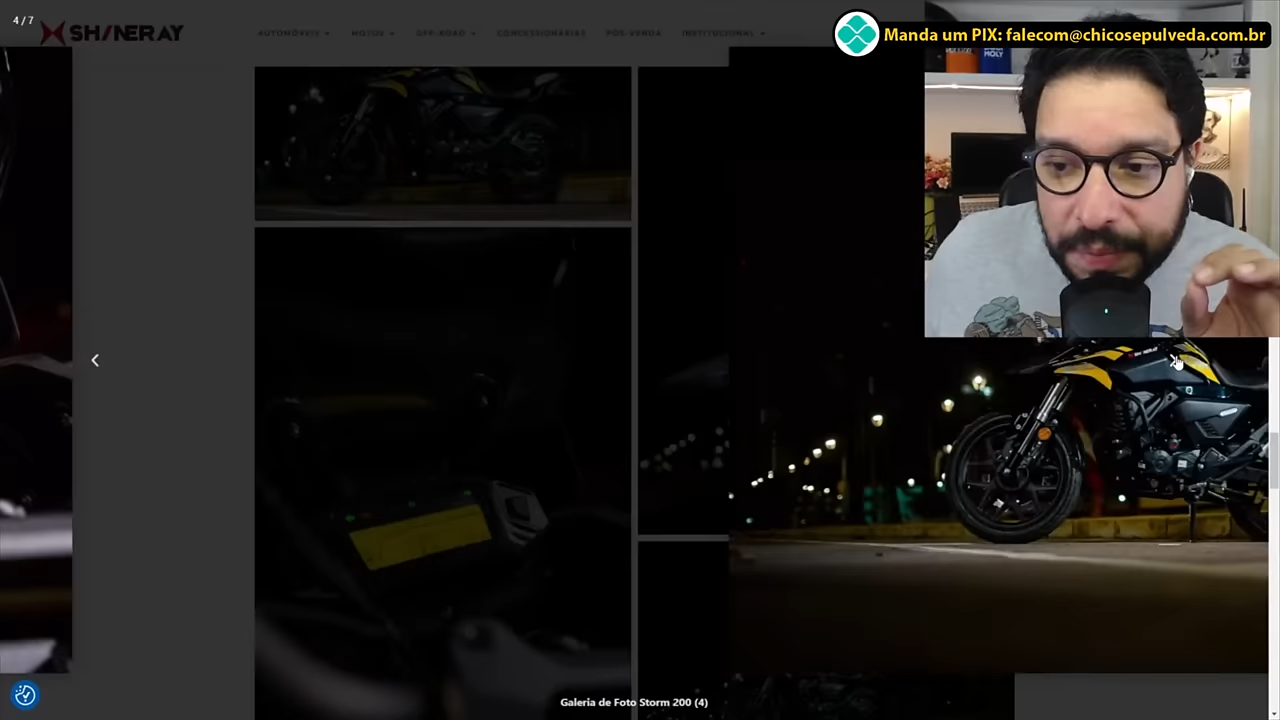 4 / 7
SHINERAY
AUTOMÓVEIS
MOTOS
OFF-ROAD
CONCESSIONÁRIAS
PÓS-VENDA
INSTITUCIONAL
Manda um PIX: falecom@chicosepulveda.com.br
MOLY
Galeria de Foto Storm 200 (4)